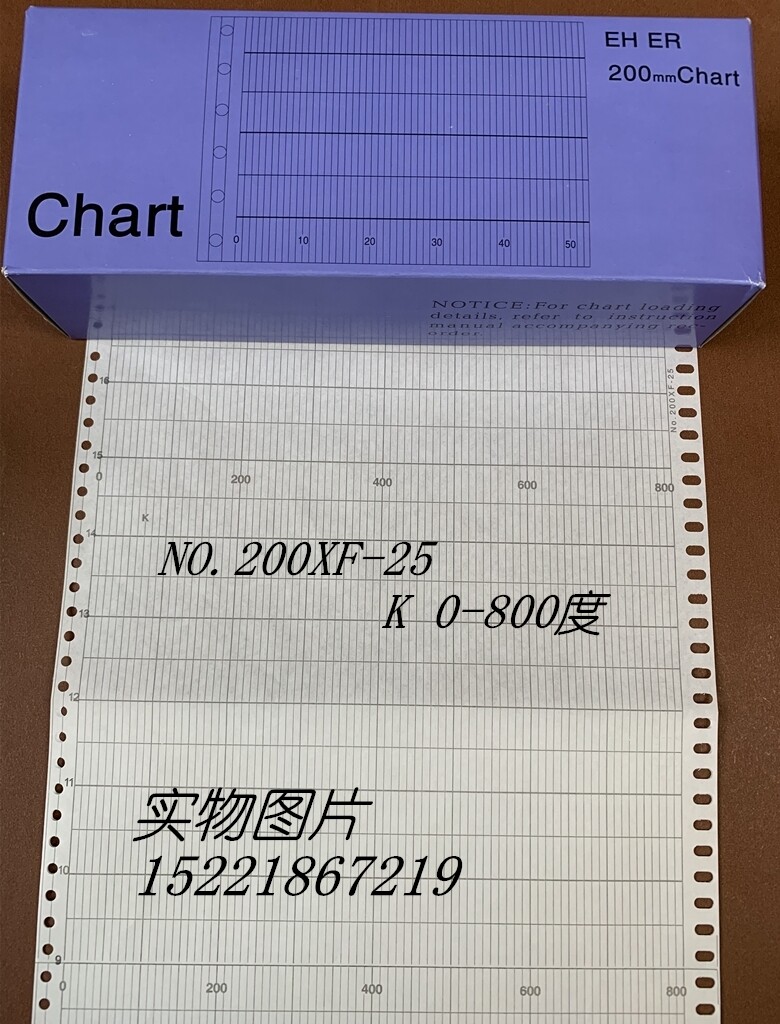 EH ER
200mmChart
Chart
0 10 20 30 40 50
NOTICE:For chart loading
details, refer to instruction
manual accompanying rec-
order.
16
No.200XF-25
15
0 200 400 600 800
K
14
NO.200XF-25
K 0-800度
13
12
11
实物图片
15221867219
10
9
0 200 400 600 800